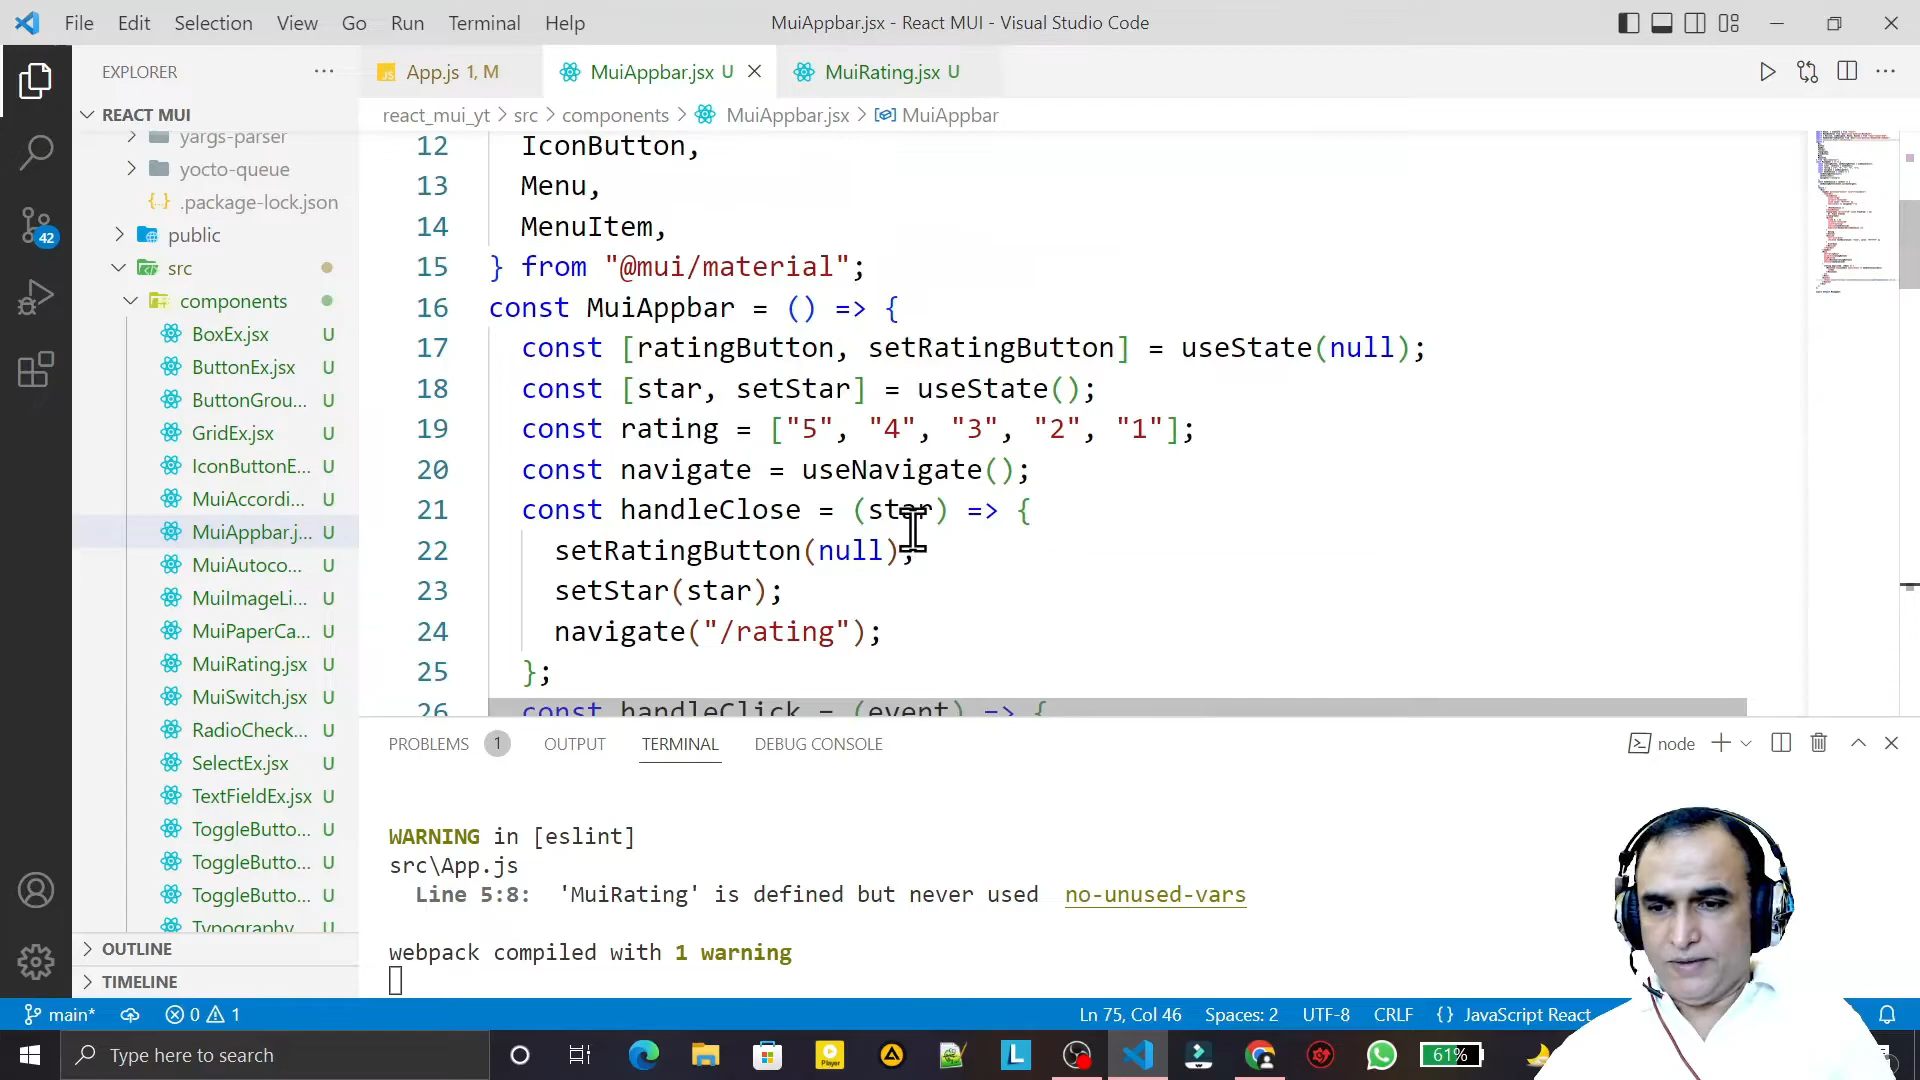 File Edit Selection View Go Run Terminal Help
MuiAppbar.jsx - React MUI - Visual Studio Code
EXPLORER
App.js 1, M
MuiAppbar.jsx U
MuiRating.jsx U
REACT MUI
react_mui_yt > src > components > MuiAppbar.jsx > MuiAppbar
yargs-parser
yocto-queue
.package-lock.json
public
src
components
BoxEx.jsx U
ButtonEx.jsx U
ButtonGrou... U
GridEx.jsx U
IconButtonE... U
MuiAccordi... U
MuiAppbar.j... U
MuiAutoco... U
MuiImageLi... U
MuiPaperCa... U
MuiRating.jsx U
MuiSwitch.jsx U
RadioCheck... U
SelectEx.jsx U
TextFieldEx.jsx U
ToggleButto... U
ToggleButto... U
ToggleButto... U
Typography
OUTLINE
TIMELINE
42
12 IconButton,
13 Menu,
14 MenuItem,
15 } from "@mui/material";
16 const MuiAppbar = () => {
17 const [ratingButton, setRatingButton] = useState(null);
18 const [star, setStar] = useState();
19 const rating = ["5", "4", "3", "2", "1"];
20 const navigate = useNavigate();
21 const handleClose = (star) => {
22 setRatingButton(null);
23 setStar(star);
24 navigate("/rating");
25 };
26 const handleClick = (event) => {
PROBLEMS 1 OUTPUT TERMINAL DEBUG CONSOLE
node
WARNING in [eslint]
src\App.js
Line 5:8: 'MuiRating' is defined but never used no-unused-vars
webpack compiled with 1 warning
main* 0 1
Ln 75, Col 46 Spaces: 2 UTF-8 CRLF {} JavaScript React
Type here to search
Player
L
61%